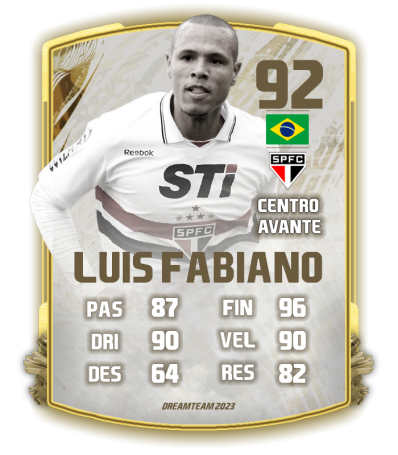 92
Reebok
STI
SPFC
SPFC
CENTRO
AVANTE
LUIS FABIANO
PAS 87 FIN 96
DRI 90 VEL 90
DES 64 RES 82
DREAMTEAM 2023